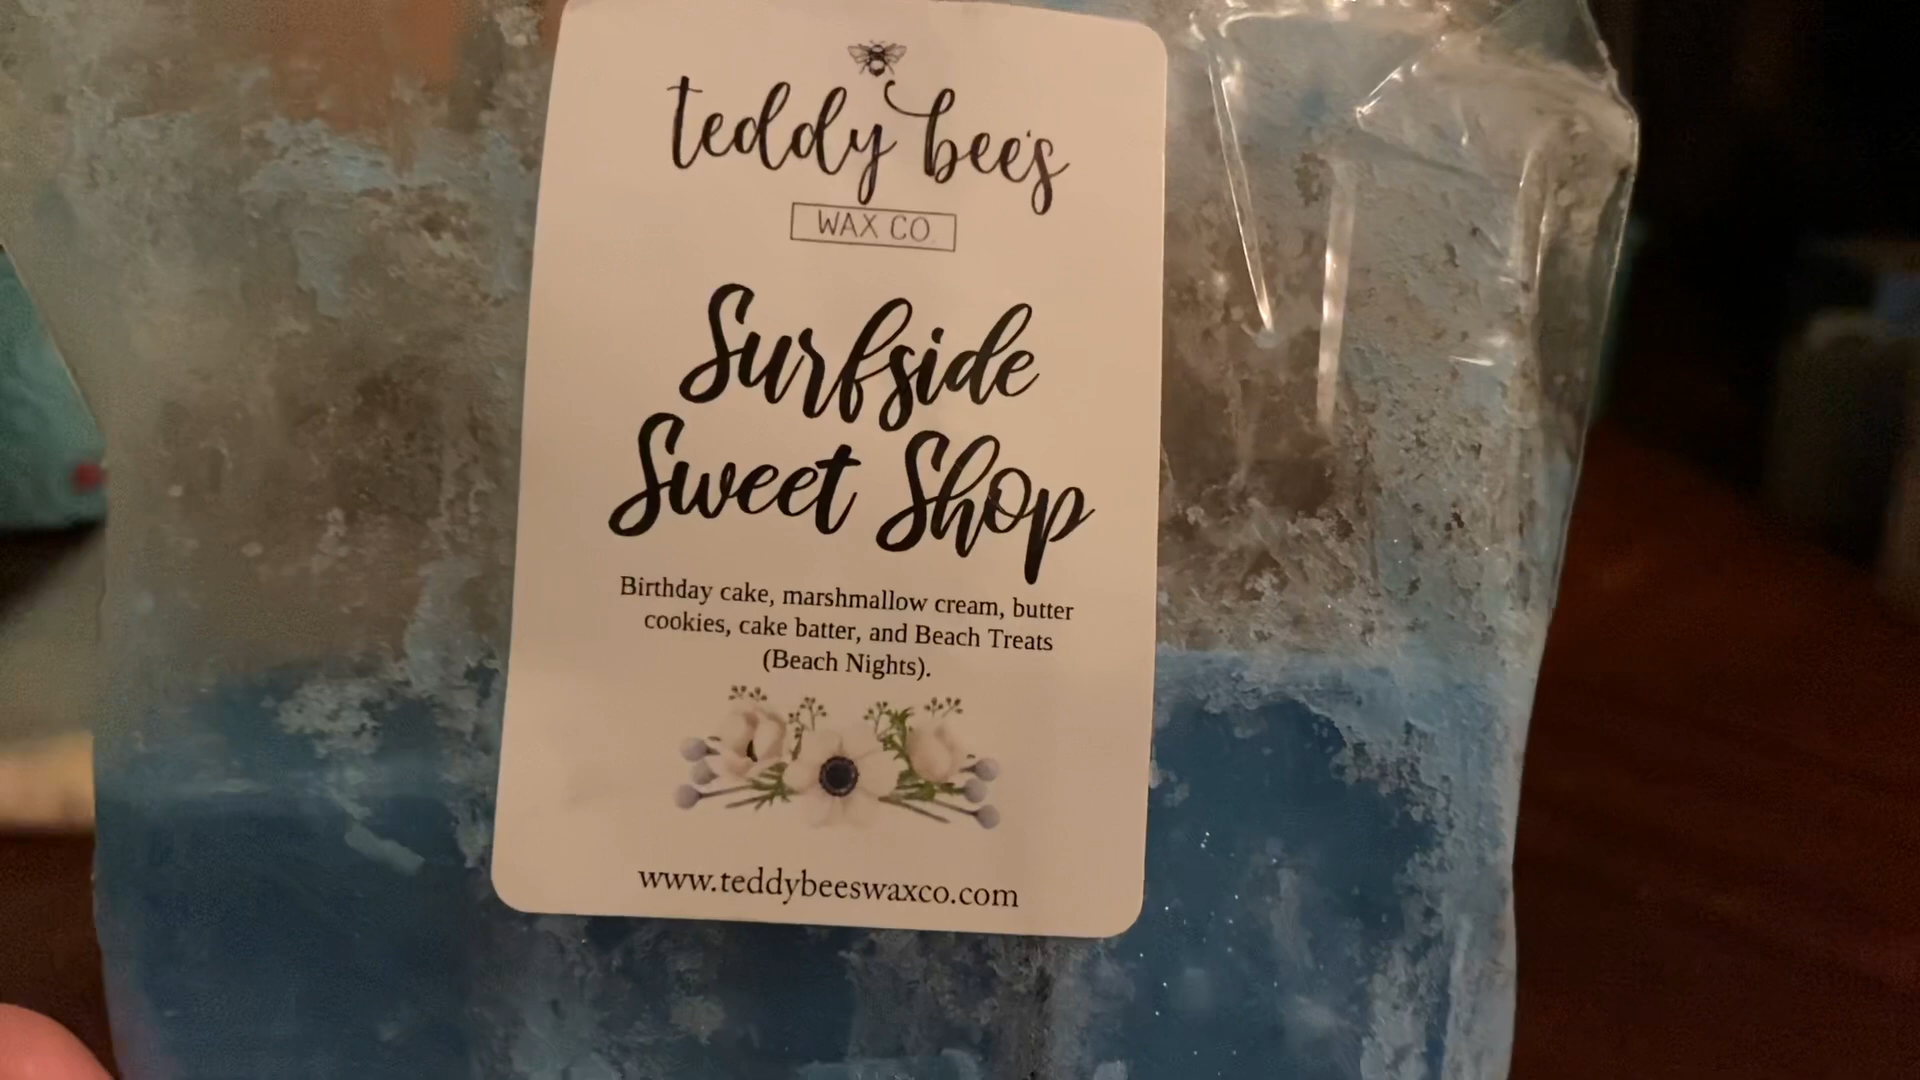 teddy bee's
WAX CO.
Surfside
Sweet Shop
Birthday cake, marshmallow cream, butter
cookies, cake batter, and Beach Treats
(Beach Nights).
www.teddybeeswaxco.com